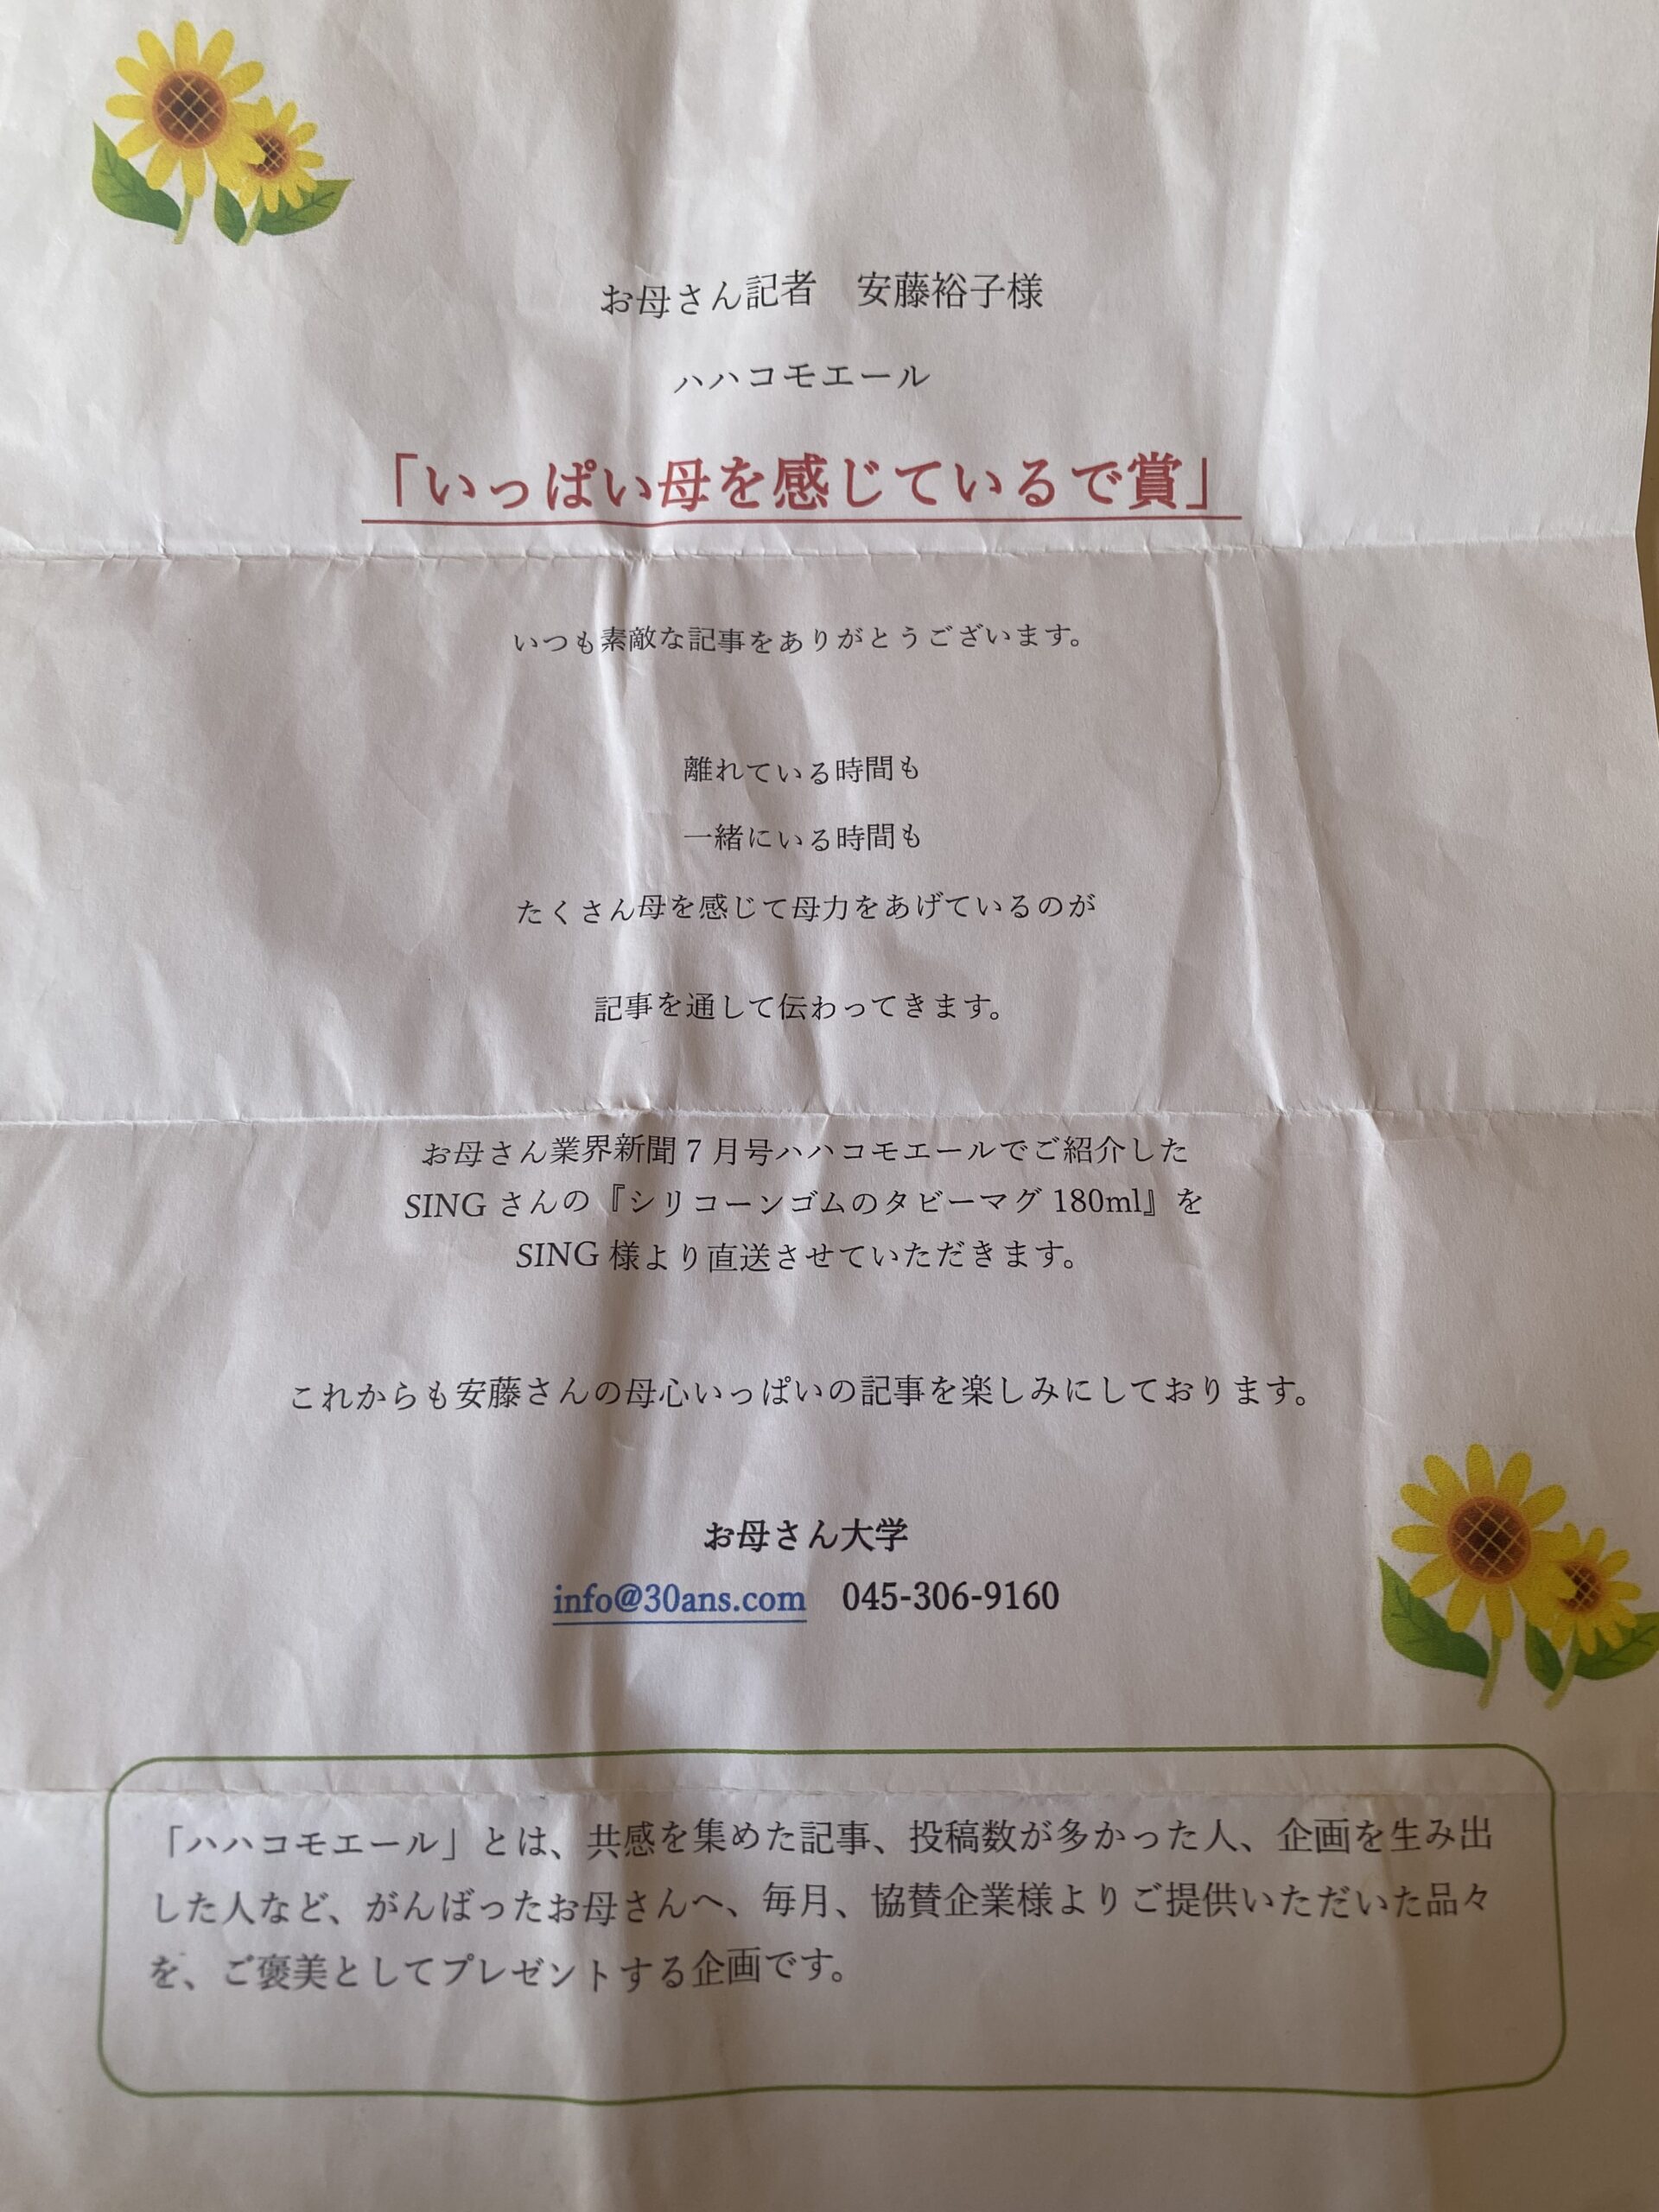 お母さん記者　安藤裕子様
ハハコモエール
「いっぱい母を感じているで賞」
いつも素敵な記事をありがとうございます。
離れている時間も
一緒にいる時間も
たくさん母を感じて母力をあげているのが
記事を通して伝わってきます。
お母さん業界新聞 7 月号ハハコモエールでご紹介した
SING さんの『シリコーンゴムのタビーマグ 180ml』を
SING 様より直送させていただきます。
これからも安藤さんの母心いっぱいの記事を楽しみにしております。
お母さん大学
info@30ans.com　045-306-9160
「ハハコモエール」とは、共感を集めた記事、投稿数が多かった人、企画を生み出
した人など、がんばったお母さんへ、毎月、協賛企業様よりご提供いただいた品々
を、ご褒美としてプレゼントする企画です。